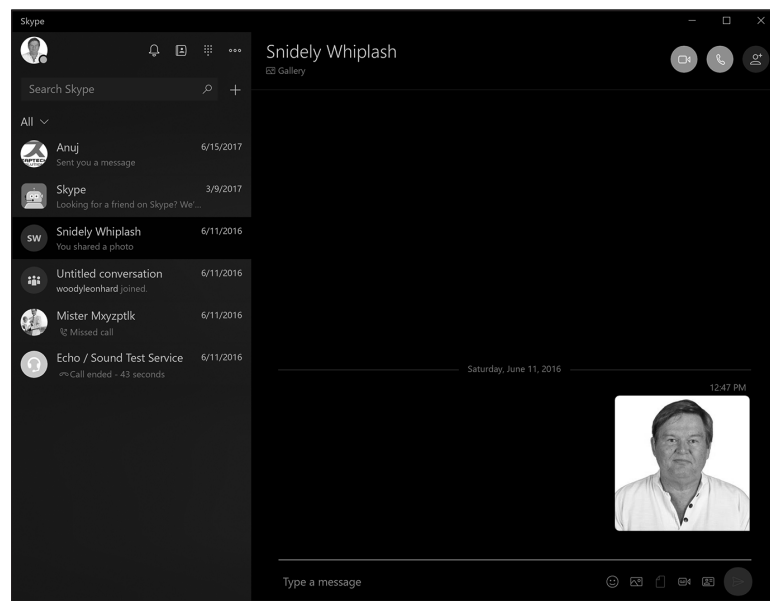 Skype
Search Skype
All
Anuj
6/15/2017
Sent you a message
Skype
3/9/2017
Looking for a friend on Skype? We'...
SW
Snidely Whiplash
6/11/2016
You shared a photo
Untitled conversation
6/11/2016
woodyleonhard joined.
Mister Mxyzptlk
6/11/2016
Missed call
Echo / Sound Test Service
6/11/2016
Call ended - 43 seconds
Snidely Whiplash
Gallery
Saturday, June 11, 2016
12:47 PM
Type a message